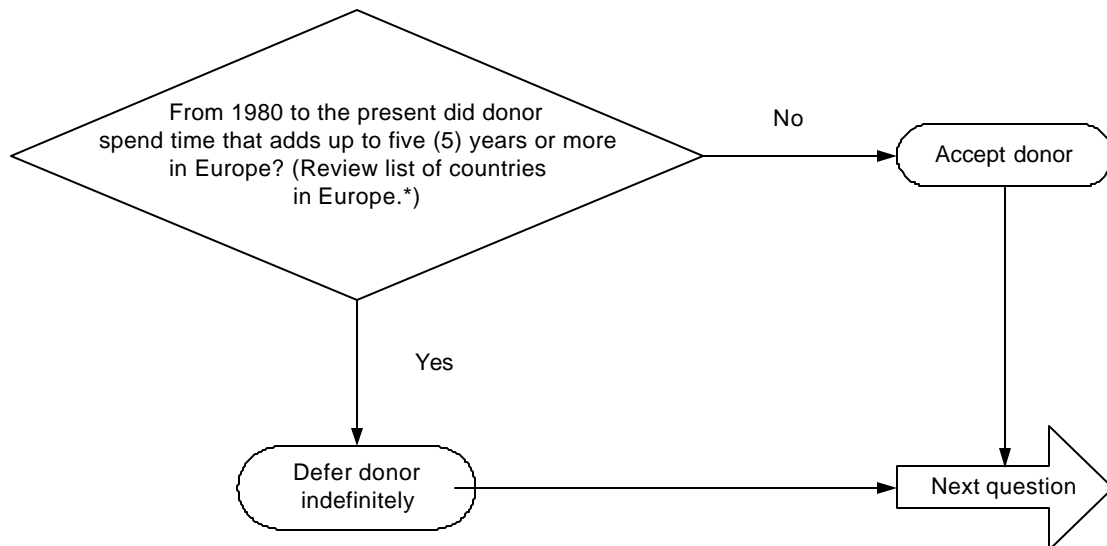 From 1980 to the present did donor
spend time that adds up to five (5) years or more
in Europe? (Review list of countries
in Europe.*)
No
Accept donor
Yes
Defer donor
indefinitely
Next question